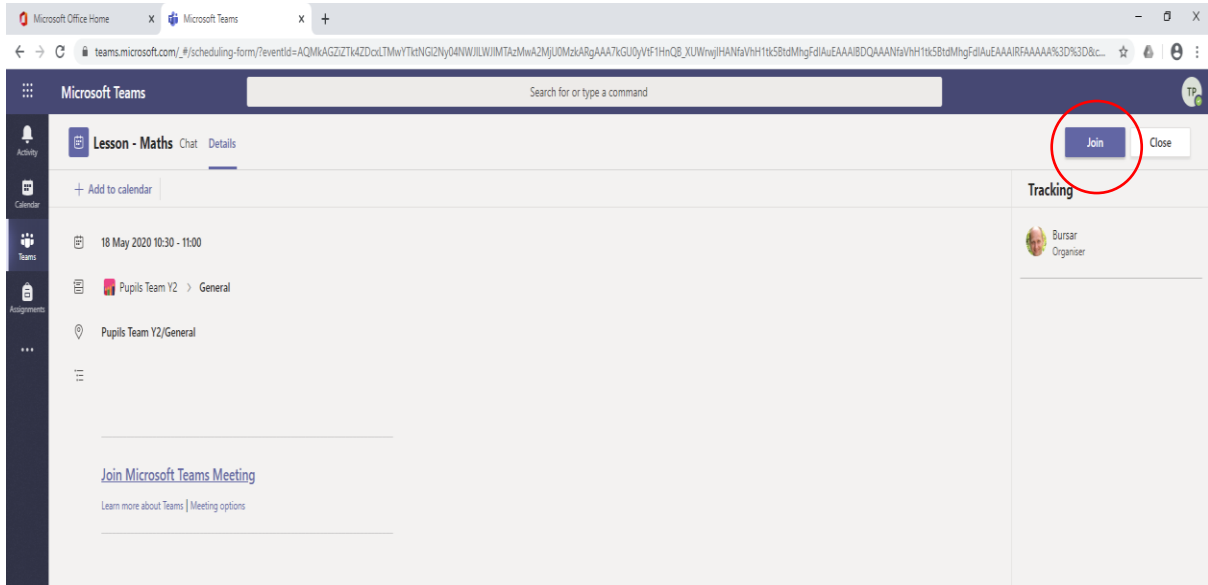 Microsoft Office Home X Microsoft Teams X + - X
Microsoft Teams Search for or type a command TP
Activity
Calendar
Teams
Assignments
Lesson - Maths Chat Details Join Close
+ Add to calendar
18 May 2020 10:30 - 11:00
Pupils Team Y2 > General
Pupils Team Y2/General
Join Microsoft Teams Meeting
Learn more about Teams | Meeting options
Tracking
Bursar
Organiser